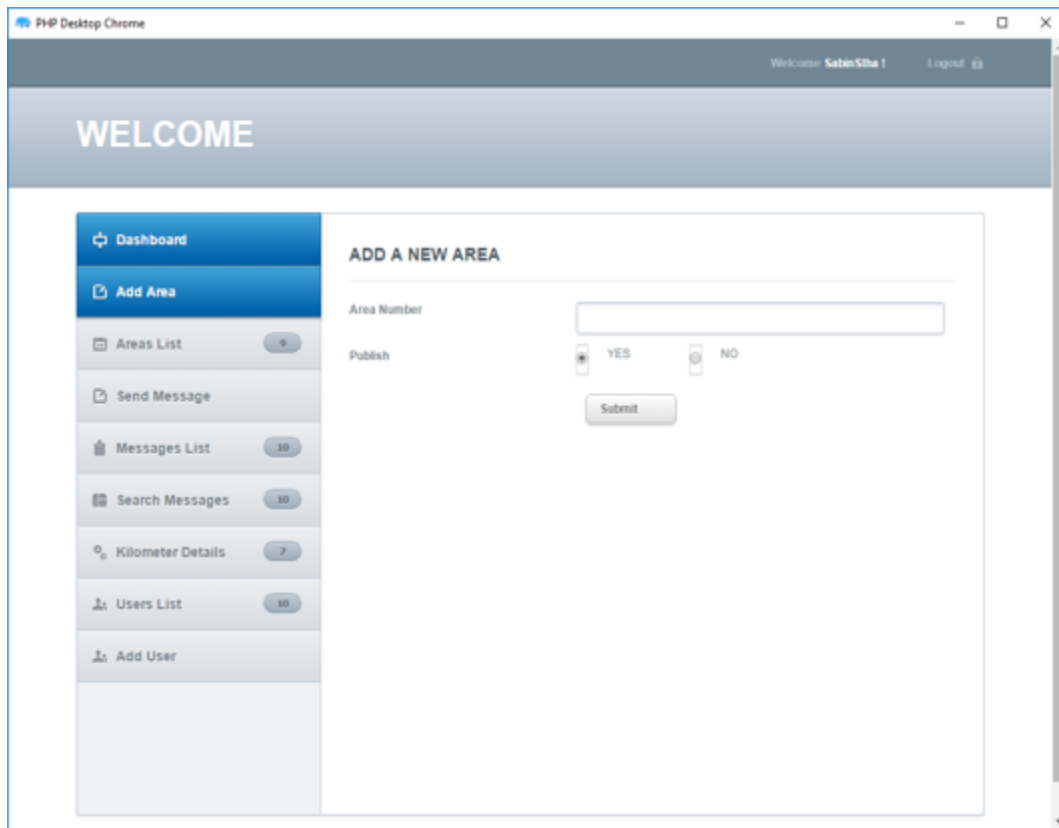 PHP Desktop Chrome
Welcome SabinStha ! Logout
WELCOME
Dashboard
Add Area
Areas List 9
Send Message
Messages List 10
Search Messages 10
Kilometer Details 7
Users List 10
Add User
ADD A NEW AREA
Area Number
Publish YES NO
Submit